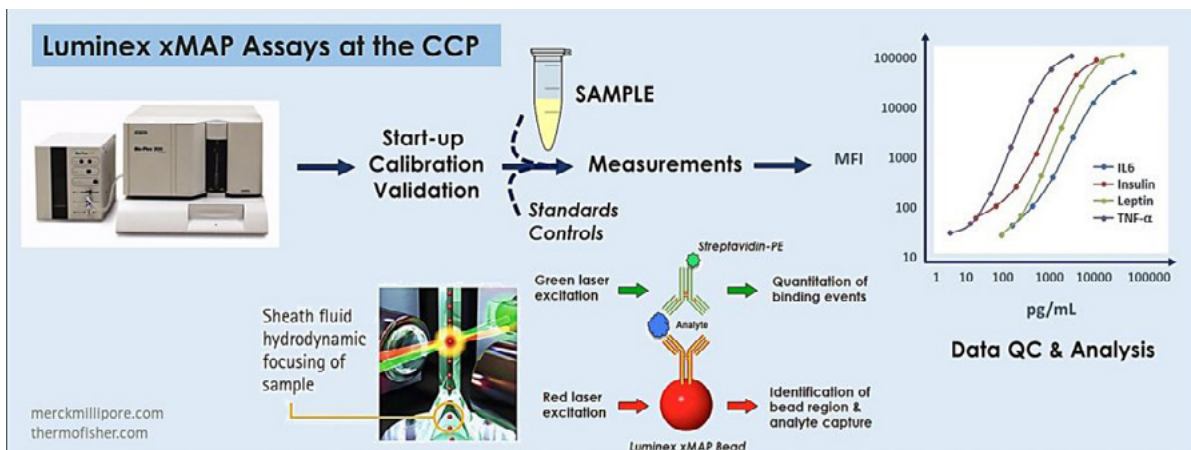 Luminex xMAP Assays at the CCP
Start-up
Calibration
Validation
SAMPLE
Measurements
Standards
Controls
MFI
100000
10000
1000
100
10
1 10 100 1000 10000 100000
pg/mL
IL6
Insulin
Leptin
TNF-α
Data QC & Analysis
Sheath fluid
hydrodynamic
focusing of
sample
Streptavidin-PE
Green laser
excitation
Analyte
Quantitation of
binding events
Red laser
excitation
Identification of
bead region &
analyte capture
Luminex xMAP Bead
merckmillipore.com
thermofisher.com